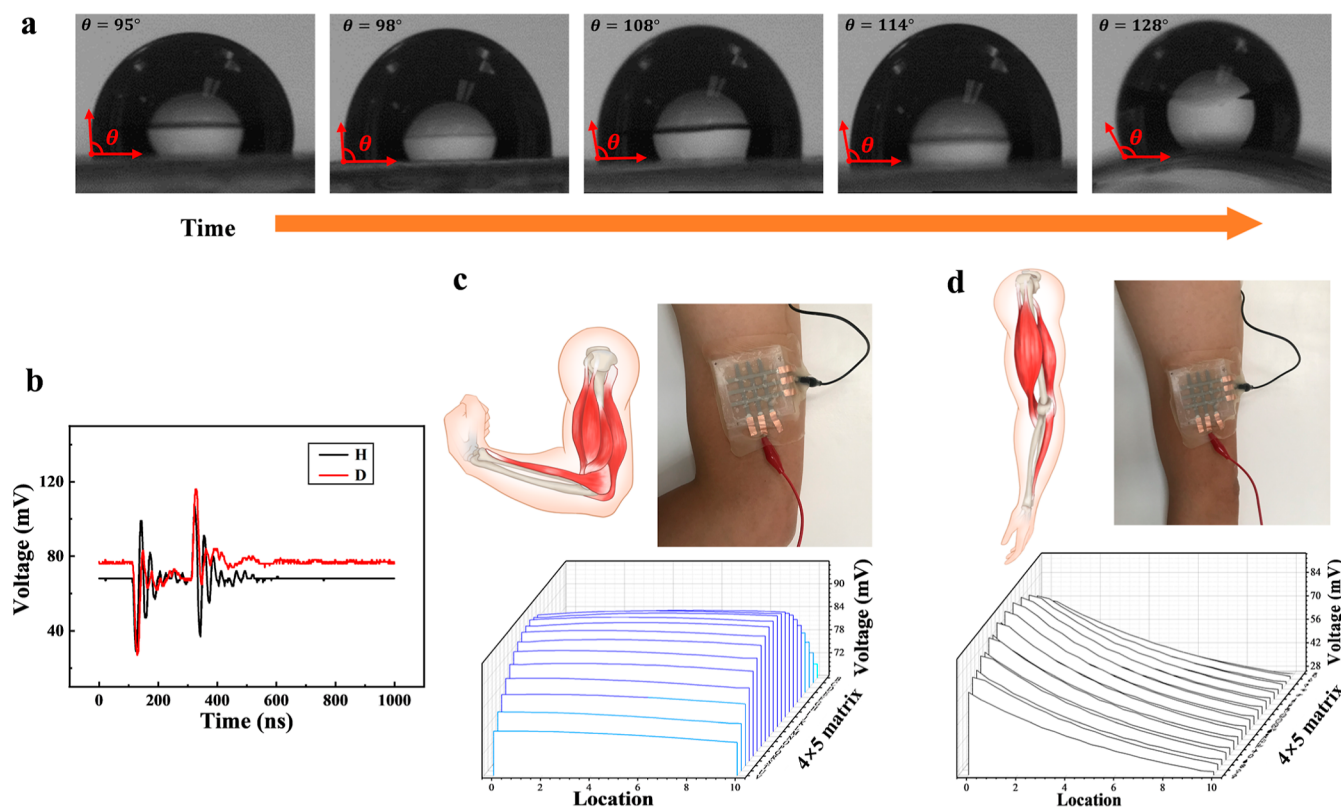 a
θ = 95°
θ = 98°
θ = 108°
θ = 114°
θ = 128°
θ
θ
θ
θ
θ
Time
b
H
D
120
80
40
Voltage (mV)
0
200
400
600
800
1000
Time (ns)
c
90
84
78
72
Voltage (mV)
4×5 matrix
0
2
4
6
8
10
Location
d
84
70
56
42
28
Voltage (mV)
4×5 matrix
0
2
4
6
8
10
Location